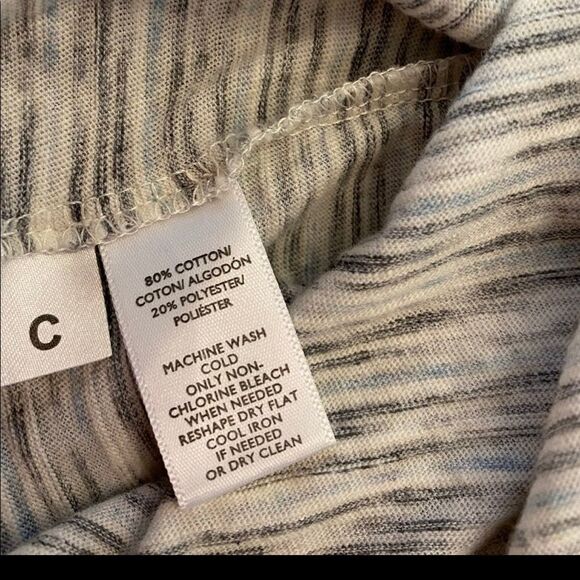 C
80% COTTON/
COTON/ ALGODÓN
20% POLYESTER/
POLIÉSTER
MACHINE WASH
COLD
ONLY NON-
CHLORINE BLEACH
WHEN NEEDED
RESHAPE DRY FLAT
COOL IRON
IF NEEDED
OR DRY CLEAN